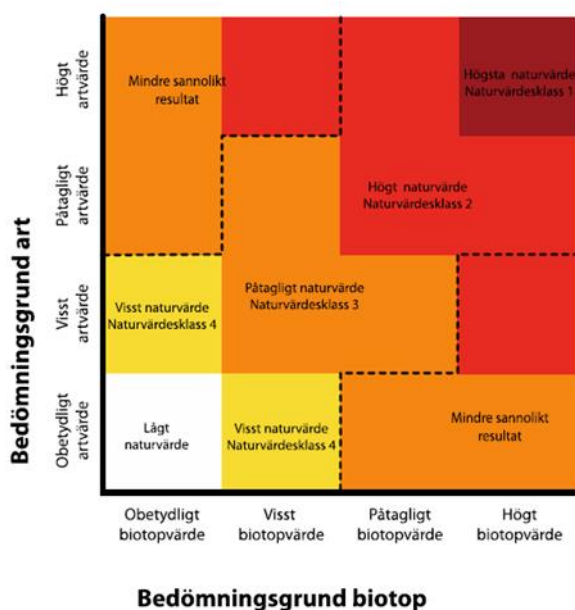 Bedömningsgrund art
Högt
artvärde
Påtagligt
artvärde
Visst
artvärde
Obetydligt
artvärde
Mindre sannolikt
resultat
Högsta naturvärde
Naturvärdesklass 1
Högt naturvärde
Naturvärdesklass 2
Visst naturvärde
Naturvärdesklass 4
Påtagligt naturvärde
Naturvärdesklass 3
Lågt
naturvärde
Visst naturvärde
Naturvärdesklass 4
Mindre sannolikt
resultat
Obetydligt
biotopvärde
Visst
biotopvärde
Påtagligt
biotopvärde
Högt
biotopvärde
Bedömningsgrund biotop